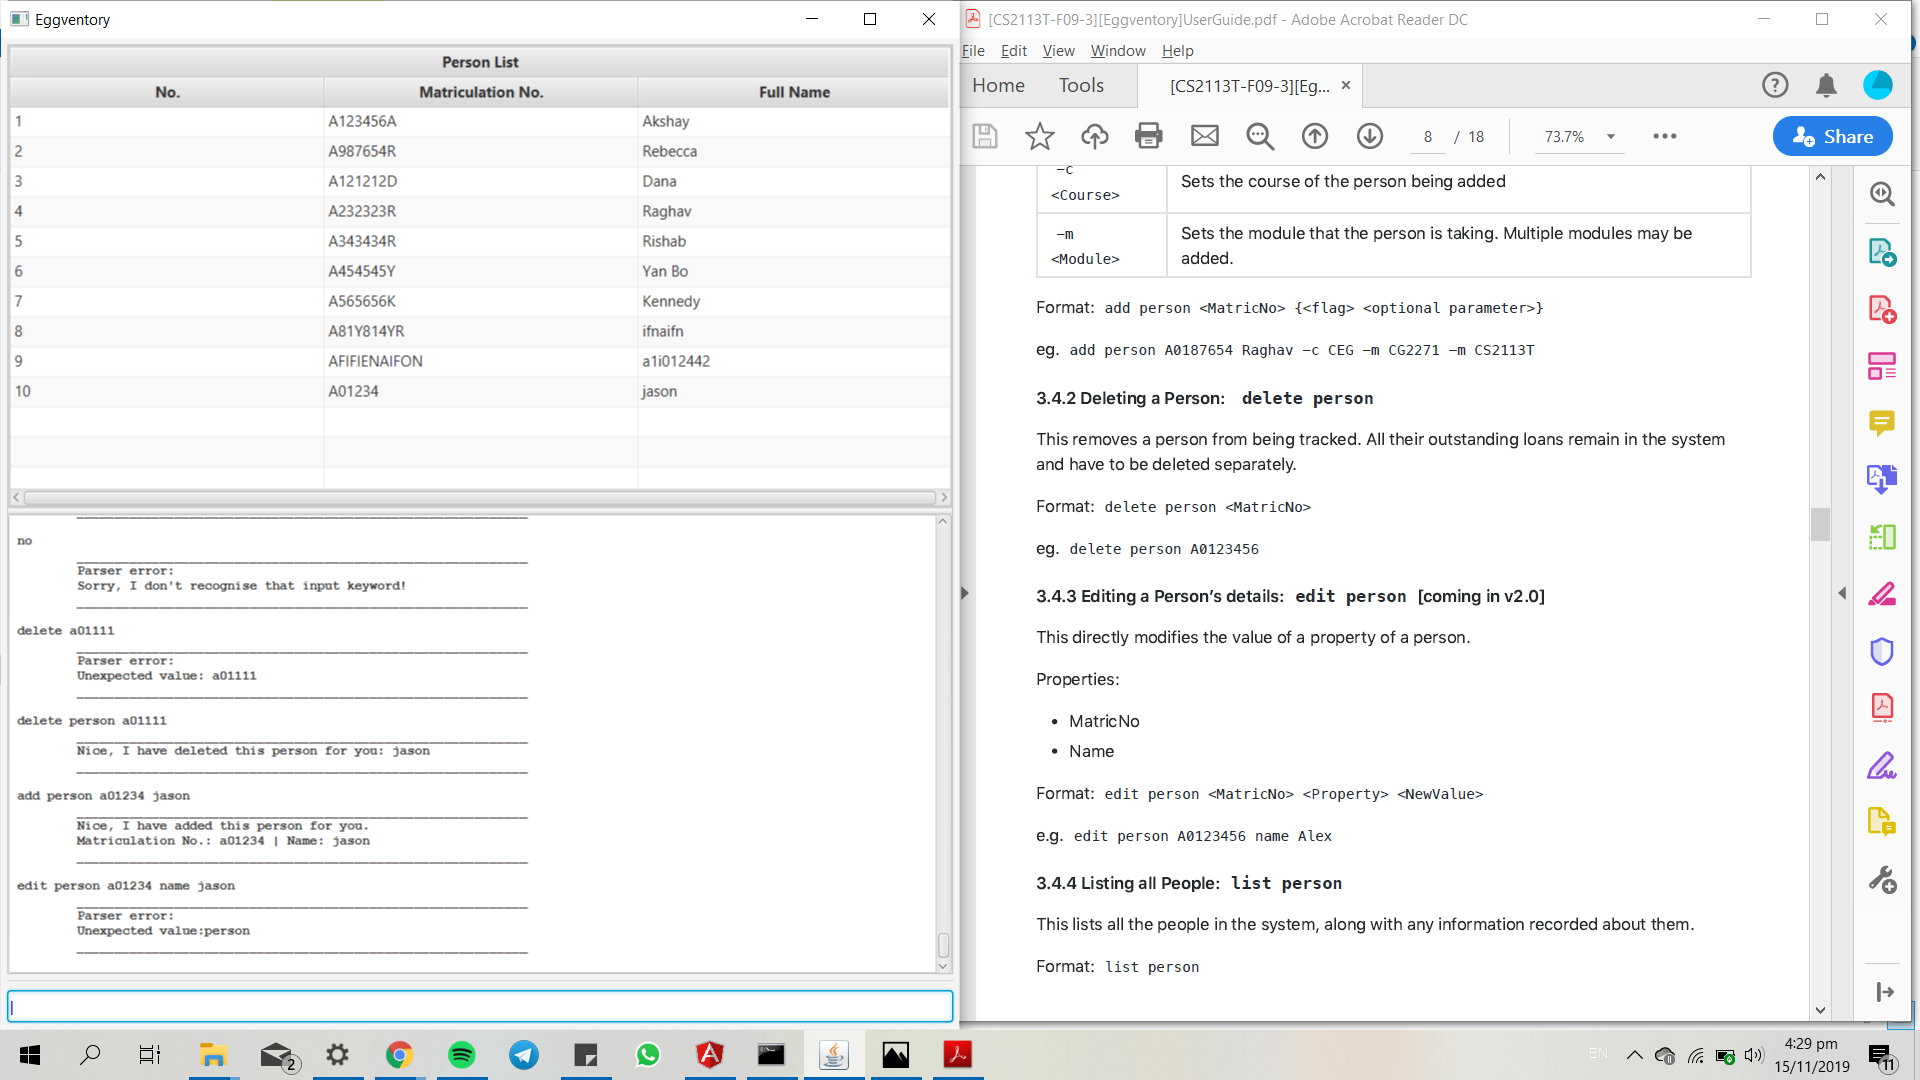 Eggventory
Person List
No. Matriculation No. Full Name
1 A123456A Akshay
2 A987654R Rebecca
3 A121212D Dana
4 A232323R Raghav
5 A343434R Rishab
6 A454545Y Yan Bo
7 A565656K Kennedy
8 A81Y814YR ifnaifn
9 AFIFIENAIFON a1i012442
10 A01234 jason
no
Parser error:
Sorry, I don't recognise that input keyword!
delete a01111
Parser error:
Unexpected value: a01111
delete person a01111
Nice, I have deleted this person for you: jason
add person a01234 jason
Nice, I have added this person for you.
Matriculation No.: a01234 | Name: jason
edit person a01234 name jason
Parser error:
Unexpected value:person
[CS2113T-F09-3][Eggventory]UserGuide.pdf - Adobe Acrobat Reader DC
File Edit View Window Help
Home Tools [CS2113T-F09-3][Eg... ×
8 / 18 73.7% Share
–c
<Course>
Sets the course of the person being added
–m
<Module>
Sets the module that the person is taking. Multiple modules may be
added.
Format: add person <MatricNo> {<flag> <optional parameter>}
eg. add person A0187654 Raghav –c CEG –m CG2271 –m CS2113T
3.4.2 Deleting a Person: delete person
This removes a person from being tracked. All their outstanding loans remain in the system
and have to be deleted separately.
Format: delete person <MatricNo>
eg. delete person A0123456
3.4.3 Editing a Person’s details: edit person [coming in v2.0]
This directly modifies the value of a property of a person.
Properties:
• MatricNo
• Name
Format: edit person <MatricNo> <Property> <NewValue>
e.g. edit person A0123456 name Alex
3.4.4 Listing all People: list person
This lists all the people in the system, along with any information recorded about them.
Format: list person
2
EN
4:29 pm
15/11/2019
11